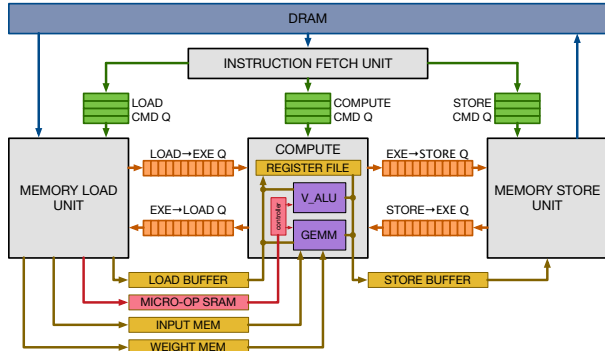 DRAM
INSTRUCTION FETCH UNIT
LOAD
CMD Q
COMPUTE
CMD Q
STORE
CMD Q
MEMORY LOAD
UNIT
LOAD→EXE Q
EXE→LOAD Q
COMPUTE
REGISTER FILE
controller
V_ALU
GEMM
EXE→STORE Q
STORE→EXE Q
MEMORY STORE
UNIT
LOAD BUFFER
STORE BUFFER
MICRO-OP SRAM
INPUT MEM
WEIGHT MEM